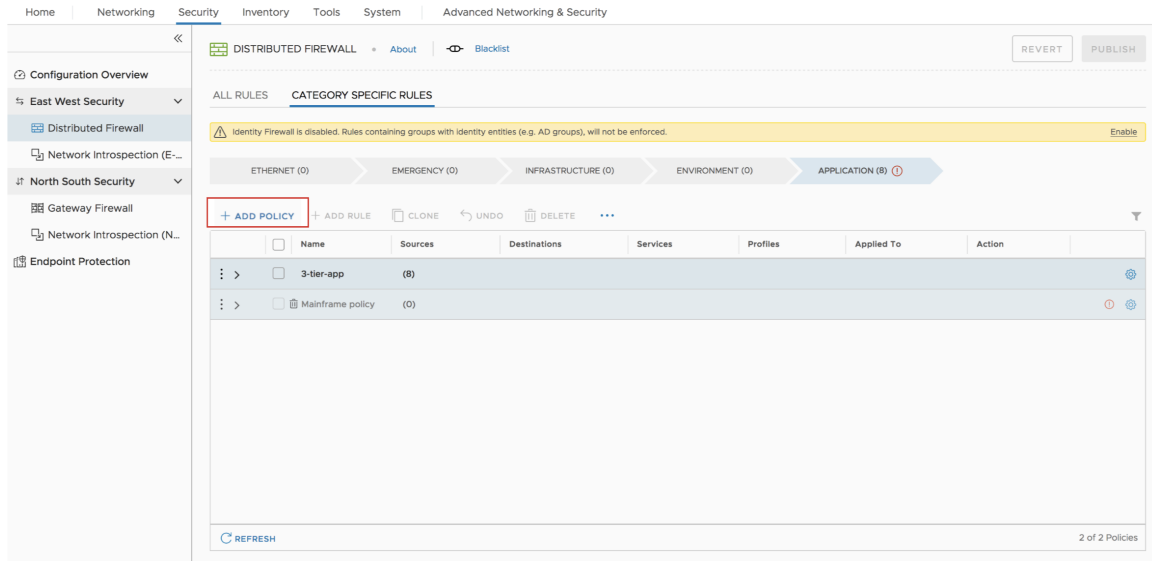 Home Networking Security Inventory Tools System Advanced Networking & Security
«
DISTRIBUTED FIREWALL • About Blacklist REVERT PUBLISH
Configuration Overview
East West Security
Distributed Firewall
Network Introspection (E-...
North South Security
Gateway Firewall
Network Introspection (N...
Endpoint Protection
ALL RULES CATEGORY SPECIFIC RULES
Identity Firewall is disabled. Rules containing groups with identity entities (e.g. AD groups), will not be enforced. Enable
ETHERNET (0) EMERGENCY (0) INFRASTRUCTURE (0) ENVIRONMENT (0) APPLICATION (8)
+ ADD POLICY + ADD RULE CLONE UNDO DELETE ...
Name Sources Destinations Services Profiles Applied To Action
3-tier-app (8)
Mainframe policy (0)
REFRESH 2 of 2 Policies